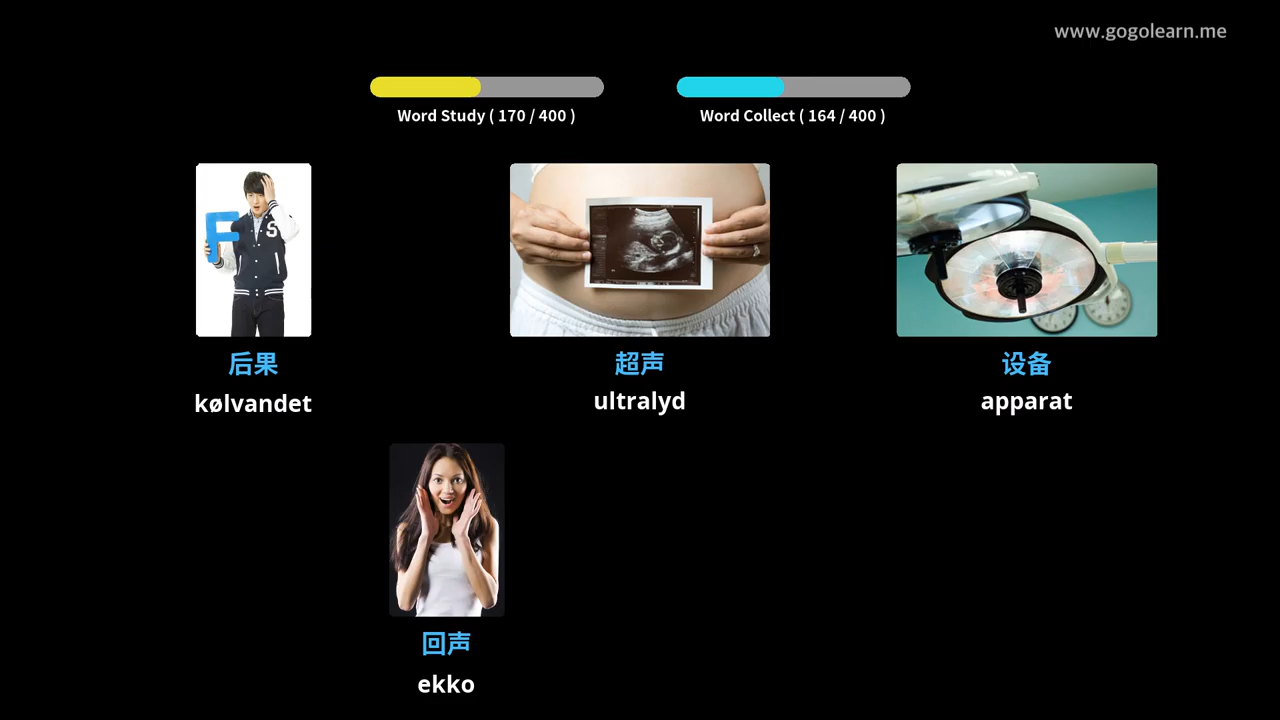 www.gogolearn.me
Word Study ( 170 / 400 )
Word Collect ( 164 / 400 )
F
S
后果
kølvandet
超声
ultralyd
设备
apparat
回声
ekko